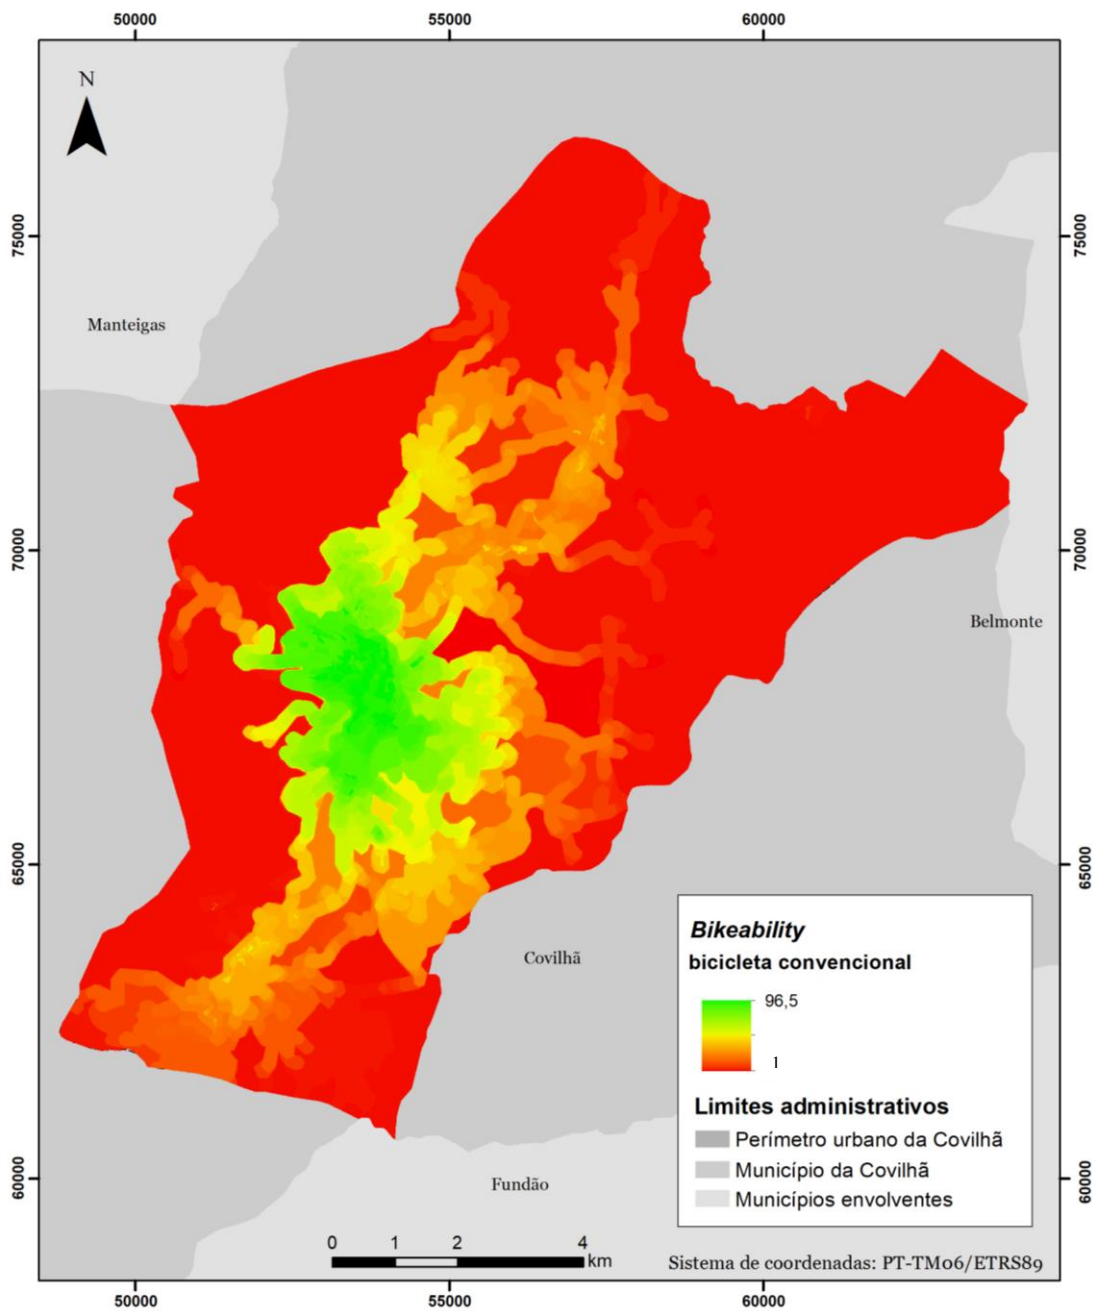 50000 55000 60000
N
75000 75000
Manteigas
70000 70000
Belmonte
65000 65000
Bikeability
Covilhã
bicicleta convencional
96,5
1
Limites administrativos
Perímetro urbano da Covilhã
Município da Covilhã
60000 60000
Fundão
Municípios envolventes
0 1 2 4
km
Sistema de coordenadas: PT-TM06/ETRS89
50000 55000 60000